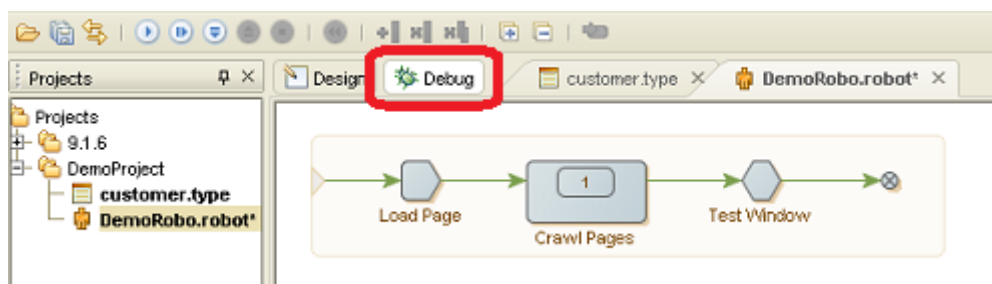 Projects
Design
Debug
customer.type
DemoRobo.robot*
Projects
9.1.6
DemoProject
customer.type
DemoRobo.robot*
1
Load Page
Crawl Pages
Test Window